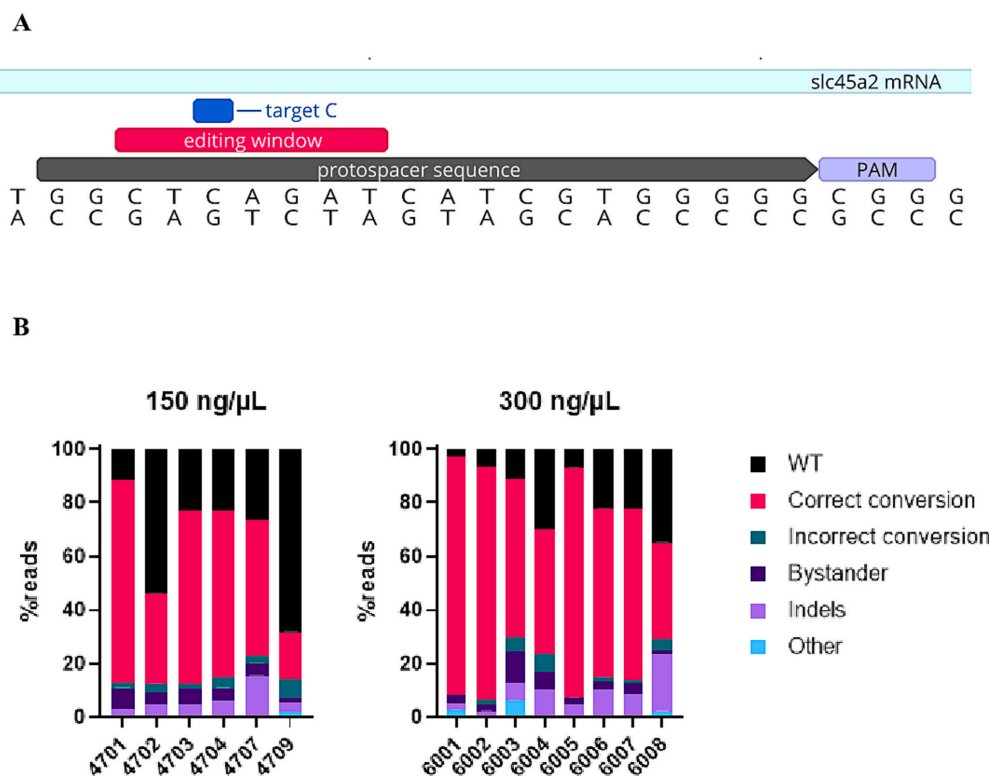 A
slc45a2 mRNA
target C
editing window
protospacer sequence
PAM
T G G C T C A G A T C A T C G T G G G G G C G G G
A C C G A G T C T A G T A G C A C C C C C G C C C
B
150 ng/µL
300 ng/µL
%reads
100
80
60
40
20
0
4701
4702
4703
4704
4707
4709
%reads
100
80
60
40
20
0
6001
6002
6003
6004
6005
6006
6007
6008
WT
Correct conversion
Incorrect conversion
Bystander
Indels
Other